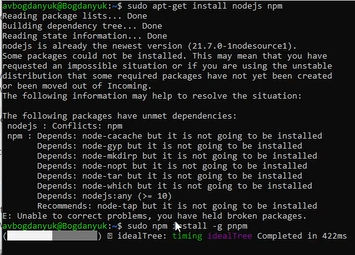 avbogdanyuk@Bogdanyuk:~$ sudo apt-get install nodejs npm
Reading package lists... Done
Building dependency tree... Done
Reading state information... Done
nodejs is already the newest version (21.7.0-1nodesource1).
Some packages could not be installed. This may mean that you have
requested an impossible situation or if you are using the unstable
distribution that some required packages have not yet been created
or been moved out of Incoming.
The following information may help to resolve the situation:
The following packages have unmet dependencies:
nodejs : Conflicts: npm
npm : Depends: node-cacache but it is not going to be installed
Depends: node-gyp but it is not going to be installed
Depends: node-mkdirp but it is not going to be installed
Depends: node-nopt but it is not going to be installed
Depends: node-tar but it is not going to be installed
Depends: node-which but it is not going to be installed
Depends: nodejs:any (>= 10)
Recommends: node-tap but it is not going to be installed
E: Unable to correct problems, you have held broken packages.
avbogdanyuk@Bogdanyuk:~$ sudo npm install -g pnpm
( ) idealTree: timing idealTree Completed in 422ms